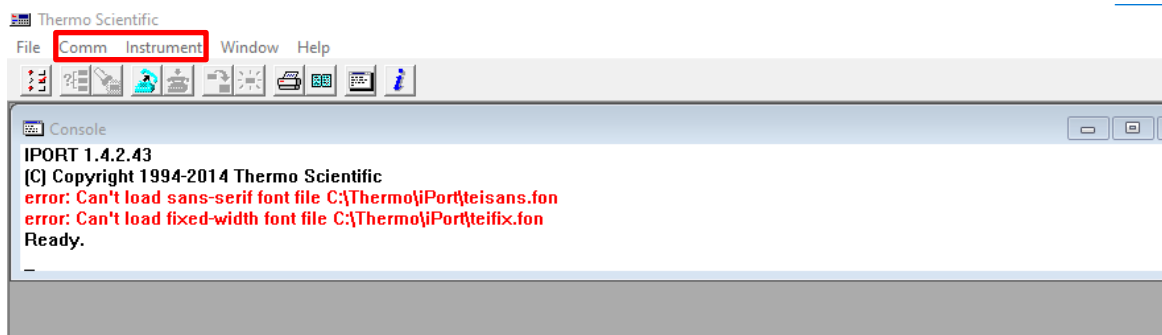 Thermo Scientific
File Comm Instrument Window Help
Console
IPORT 1.4.2.43
(C) Copyright 1994-2014 Thermo Scientific
error: Can't load sans-serif font file C:\Thermo\iPort\teisans.fon
error: Can't load fixed-width font file C:\Thermo\iPort\teifix.fon
Ready.
_